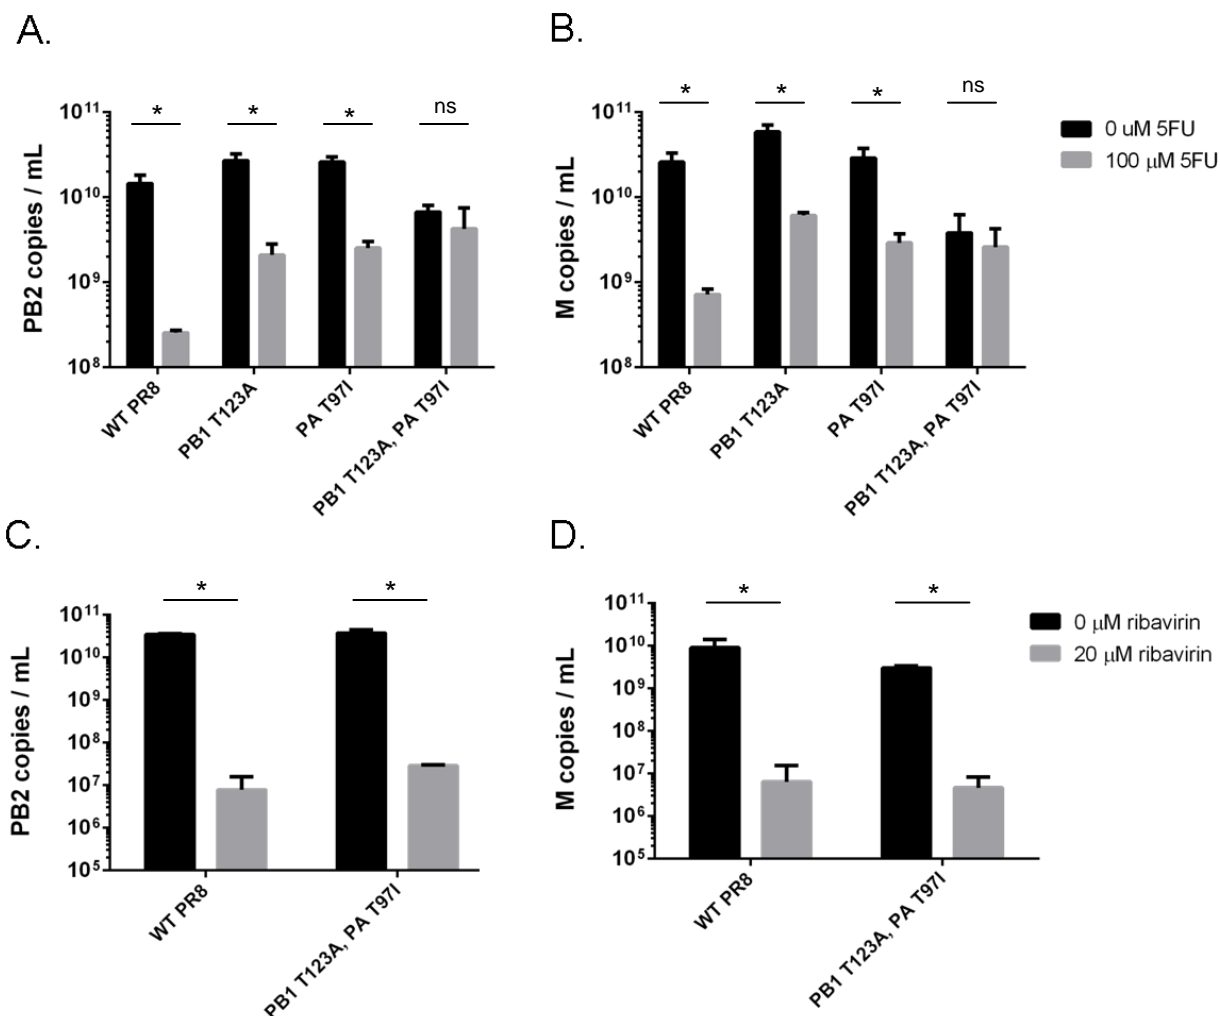 A.
PB2 copies / mL
10¹¹
10¹⁰
10⁹
10⁸
* * * ns
WT PR8
PB1 T123A
PA T97I
PB1 T123A, PA T97I
B.
M copies / mL
10¹¹
10¹⁰
10⁹
10⁸
* * * ns
WT PR8
PB1 T123A
PA T97I
PB1 T123A, PA T97I
0 uM 5FU
100 μM 5FU
C.
PB2 copies / mL
10¹¹
10¹⁰
10⁹
10⁸
10⁷
10⁶
10⁵
* *
WT PR8
PB1 T123A, PA T97I
D.
M copies / mL
10¹¹
10¹⁰
10⁹
10⁸
10⁷
10⁶
10⁵
* *
WT PR8
PB1 T123A, PA T97I
0 μM ribavirin
20 μM ribavirin